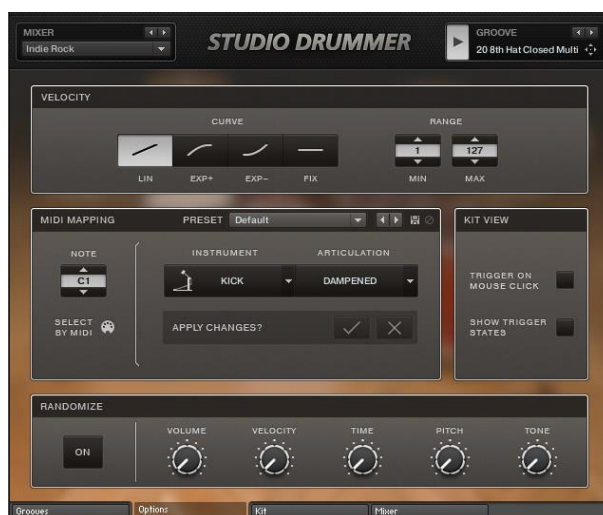 MIXER
Indie Rock
STUDIO DRUMMER
GROOVE
20 8th Hat Closed Multi
VELOCITY
CURVE
RANGE
1
127
LIN
EXP+
EXP–
FIX
MIN
MAX
MIDI MAPPING
PRESET
Default
KIT VIEW
NOTE
INSTRUMENT
ARTICULATION
C1
KICK
DAMPENED
TRIGGER ON
MOUSE CLICK
SELECT
BY MIDI
APPLY CHANGES?
SHOW TRIGGER
STATES
RANDOMIZE
ON
VOLUME
VELOCITY
TIME
PITCH
TONE
Grooves
Options
Kit
Mixer